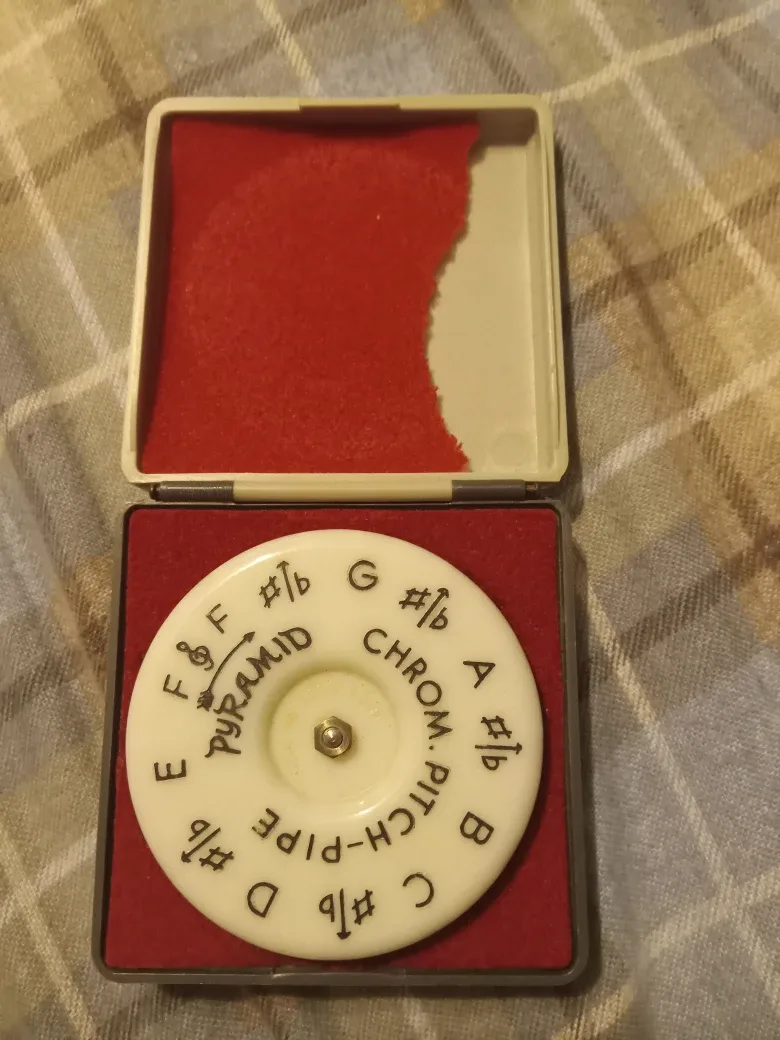 PYRAMID
CHROM. PITCH-PIPE
F
#/b
G
#/b
A
#/b
B
C
#/b
D
#/b
E
F